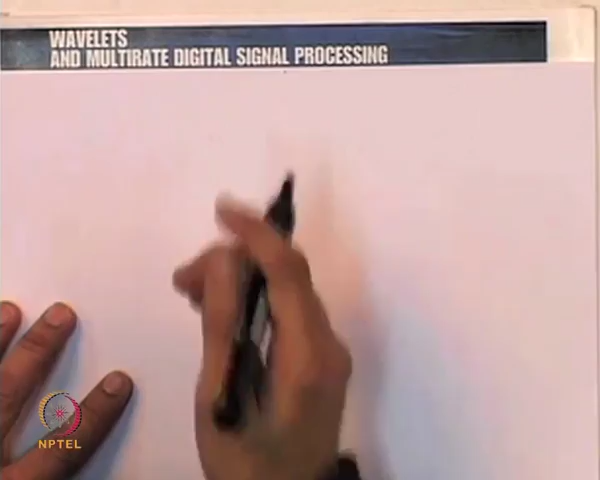 WAVELETS
AND MULTIRATE DIGITAL SIGNAL PROCESSING
NPTEL